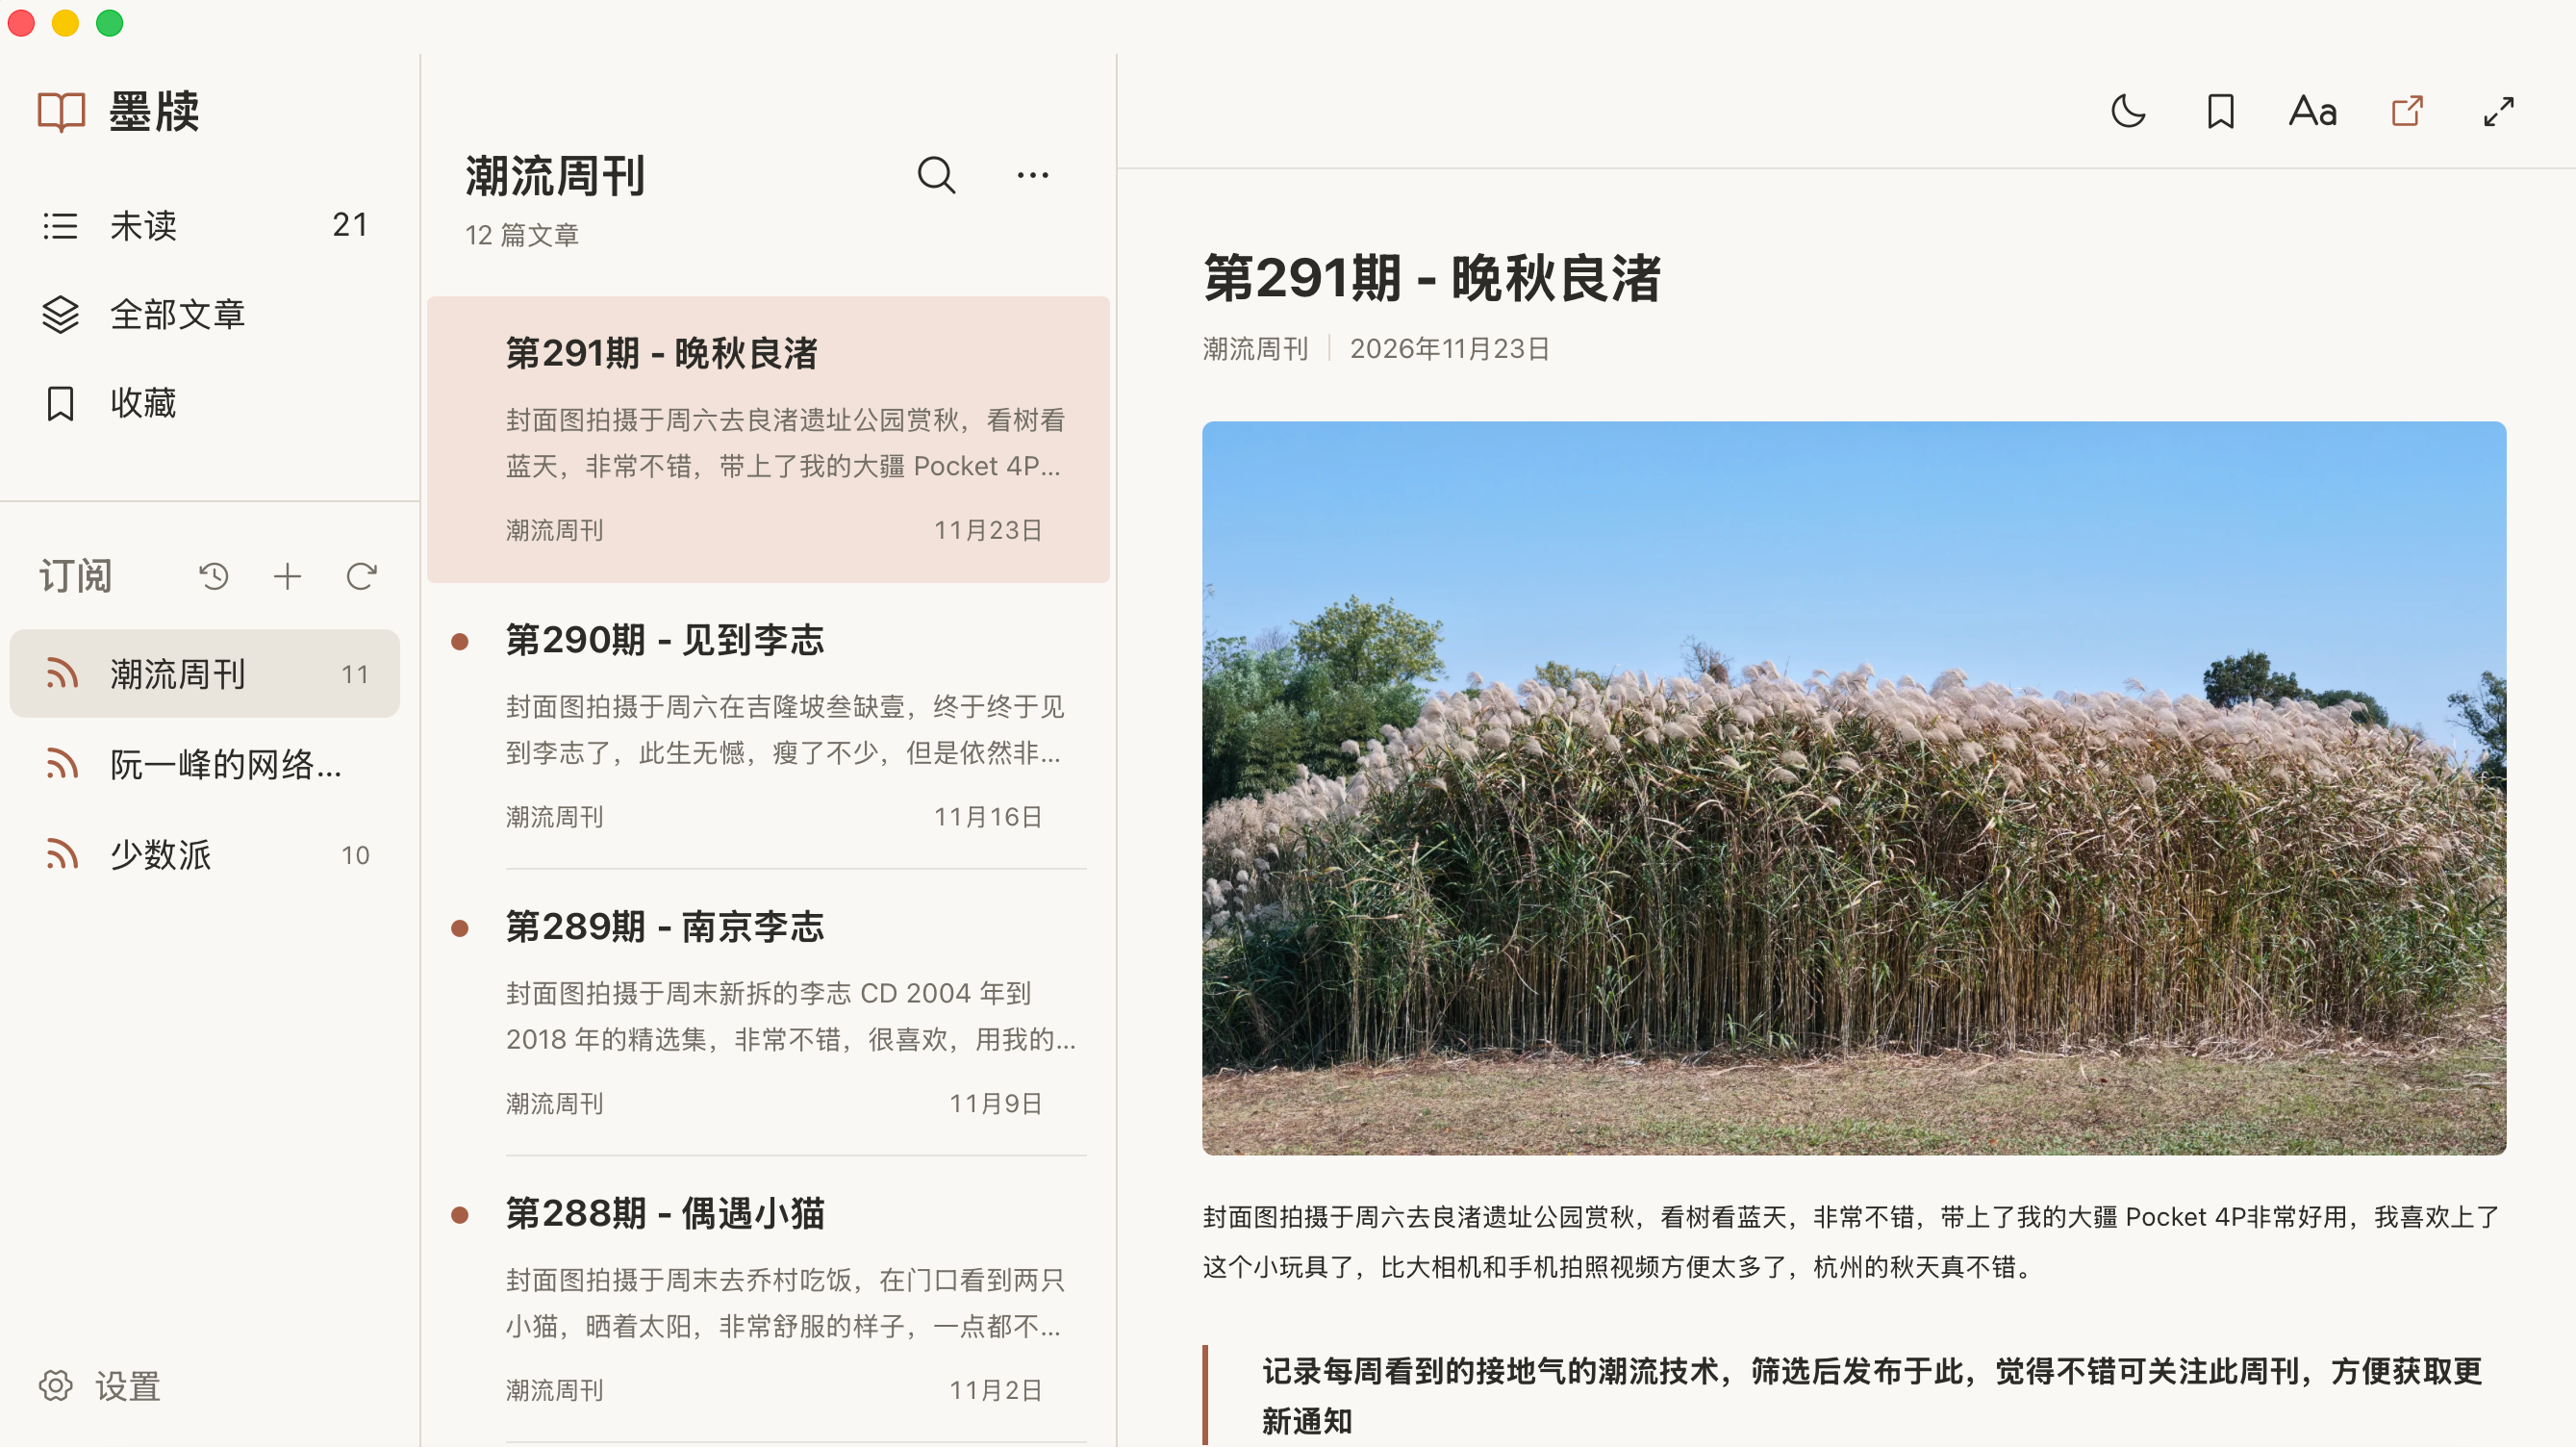 墨牍
未读 21
全部文章
收藏
订阅
潮流周刊 11
阮一峰的网络...
少数派 10
设置
潮流周刊
12 篇文章
第291期 - 晚秋良渚
封面图拍摄于周六去良渚遗址公园赏秋，看树看
蓝天，非常不错，带上了我的大疆 Pocket 4P...
潮流周刊 11月23日
第290期 - 见到李志
封面图拍摄于周六在吉隆坡叁缺壹，终于终于见
到李志了，此生无憾，瘦了不少，但是依然非...
潮流周刊 11月16日
第289期 - 南京李志
封面图拍摄于周末新拆的李志 CD 2004 年到
2018 年的精选集，非常不错，很喜欢，用我的...
潮流周刊 11月9日
第288期 - 偶遇小猫
封面图拍摄于周末去乔村吃饭，在门口看到两只
小猫，晒着太阳，非常舒服的样子，一点都不...
潮流周刊 11月2日
Aa
第291期 - 晚秋良渚
潮流周刊 2026年11月23日
封面图拍摄于周六去良渚遗址公园赏秋，看树看蓝天，非常不错，带上了我的大疆 Pocket 4P非常好用，我喜欢上了
这个小玩具了，比大相机和手机拍照视频方便太多了，杭州的秋天真不错。
记录每周看到的接地气的潮流技术，筛选后发布于此，觉得不错可关注此周刊，方便获取更
新通知